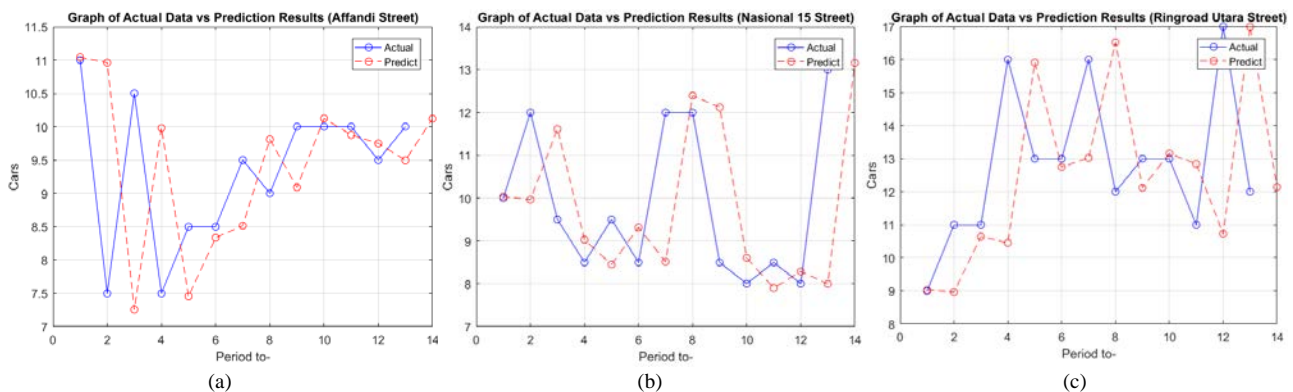 Graph of Actual Data vs Prediction Results (Affandi Street)
11.5
11
10.5
10
9.5
9
8.5
8
7.5
7
Cars
0 2 4 6 8 10 12 14
Period to-
Actual
Predict
(a)
Graph of Actual Data vs Prediction Results (Nasional 15 Street)
14
13
12
11
10
9
8
7
Cars
0 2 4 6 8 10 12 14
Period to-
Actual
Predict
(b)
Graph of Actual Data vs Prediction Results (Ringroad Utara Street)
17
16
15
14
13
12
11
10
9
8
Cars
0 2 4 6 8 10 12 14
Period to-
Actual
Predict
(c)